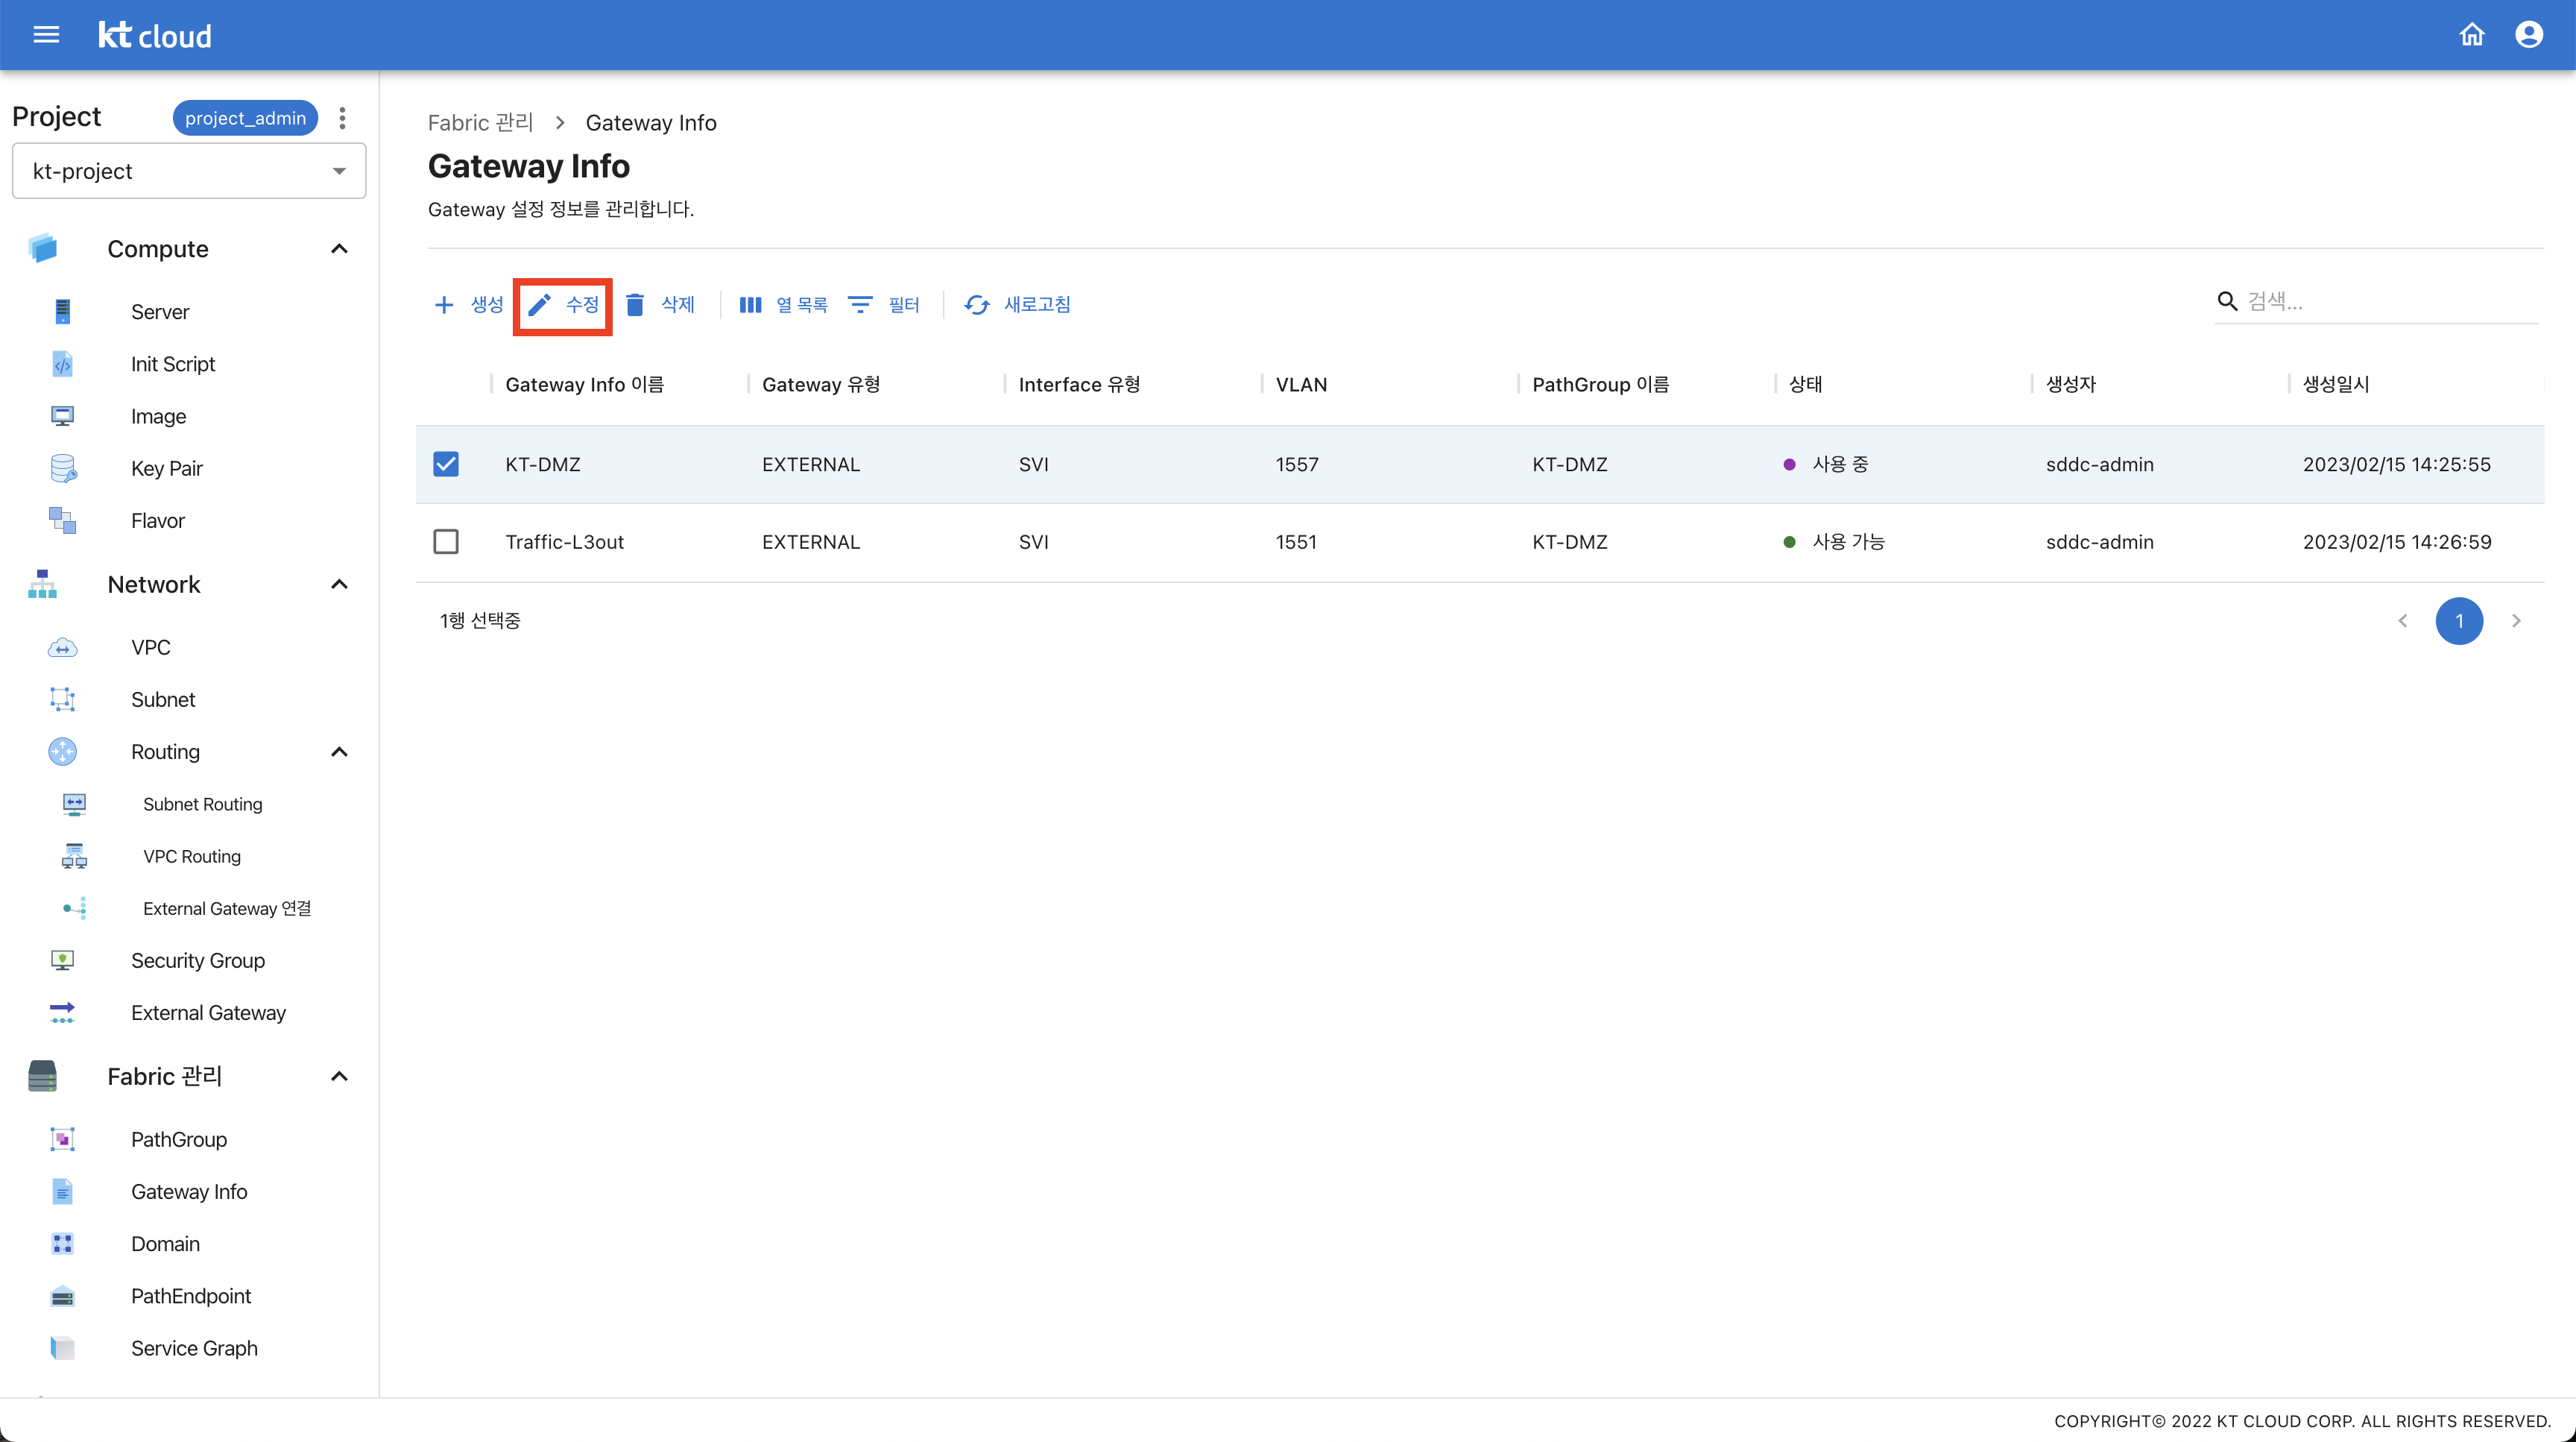 kt cloud
Project
project_admin
kt-project
Compute
Server
Init Script
Image
Key Pair
Flavor
Network
VPC
Subnet
Routing
Subnet Routing
VPC Routing
External Gateway 연결
Security Group
External Gateway
Fabric 관리
PathGroup
Gateway Info
Domain
PathEndpoint
Service Graph
Fabric 관리 > Gateway Info
Gateway Info
Gateway 설정 정보를 관리합니다.
생성 수정 삭제 열 목록 필터 새로고침 검색...
Gateway Info 이름 Gateway 유형 Interface 유형 VLAN PathGroup 이름 상태 생성자 생성일시
KT-DMZ EXTERNAL SVI 1557 KT-DMZ 사용 중 sddc-admin 2023/02/15 14:25:55
Traffic-L3out EXTERNAL SVI 1551 KT-DMZ 사용 가능 sddc-admin 2023/02/15 14:26:59
1행 선택중 1
COPYRIGHT© 2022 KT CLOUD CORP. ALL RIGHTS RESERVED.